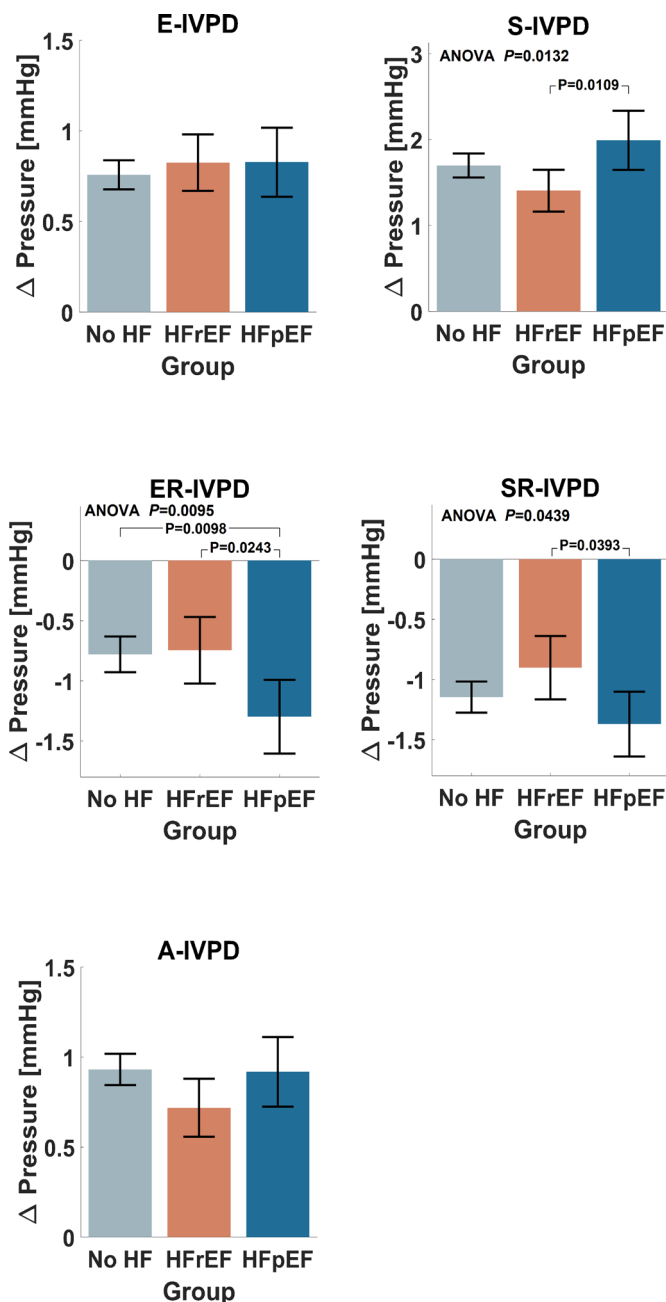 E-IVPD
Δ Pressure [mmHg]
1.5
1
0.5
0
No HF HFrEF HFpEF
Group
S-IVPD
ANOVA P=0.0132
P=0.0109
Δ Pressure [mmHg]
3
2
1
0
No HF HFrEF HFpEF
Group
ER-IVPD
ANOVA P=0.0095
P=0.0098
P=0.0243
Δ Pressure [mmHg]
0
-0.5
-1
-1.5
No HF HFrEF HFpEF
Group
SR-IVPD
ANOVA P=0.0439
P=0.0393
Δ Pressure [mmHg]
0
-0.5
-1
-1.5
No HF HFrEF HFpEF
Group
A-IVPD
Δ Pressure [mmHg]
1.5
1
0.5
0
No HF HFrEF HFpEF
Group